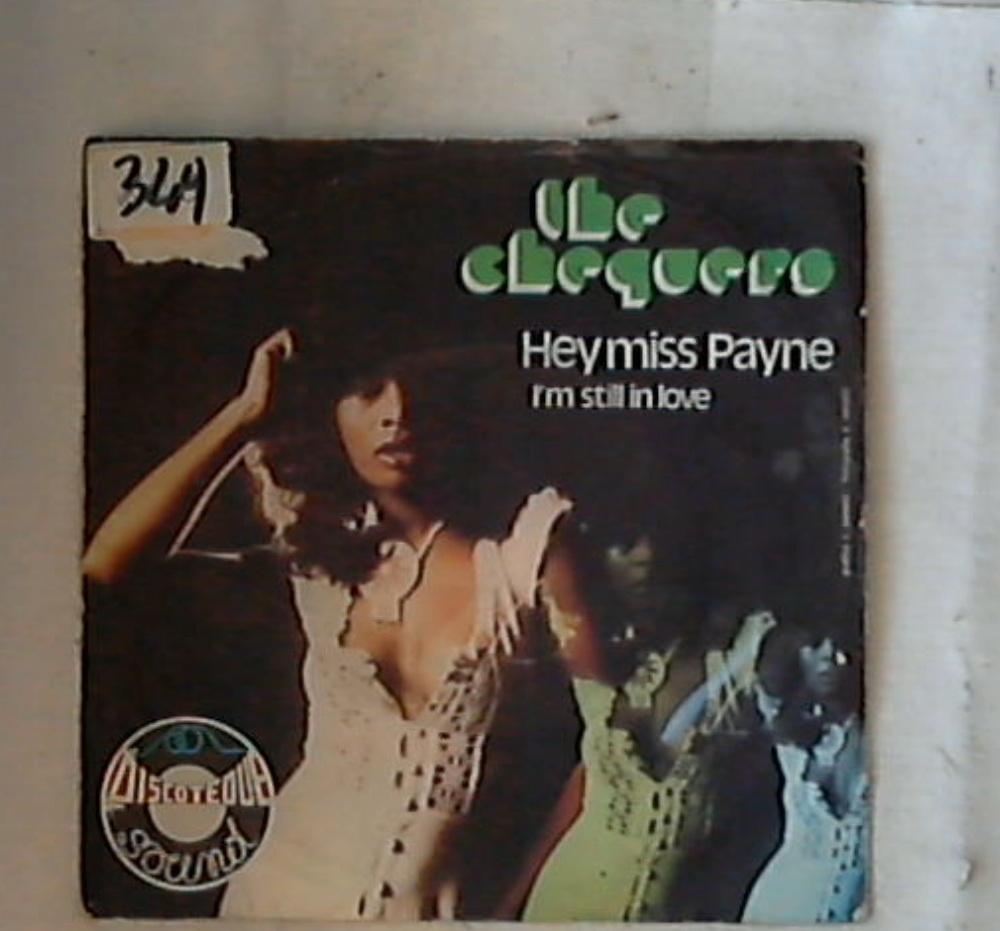 364
the
chequers
Hey miss Payne
I'm still in love
DISCOTEQUE
sound